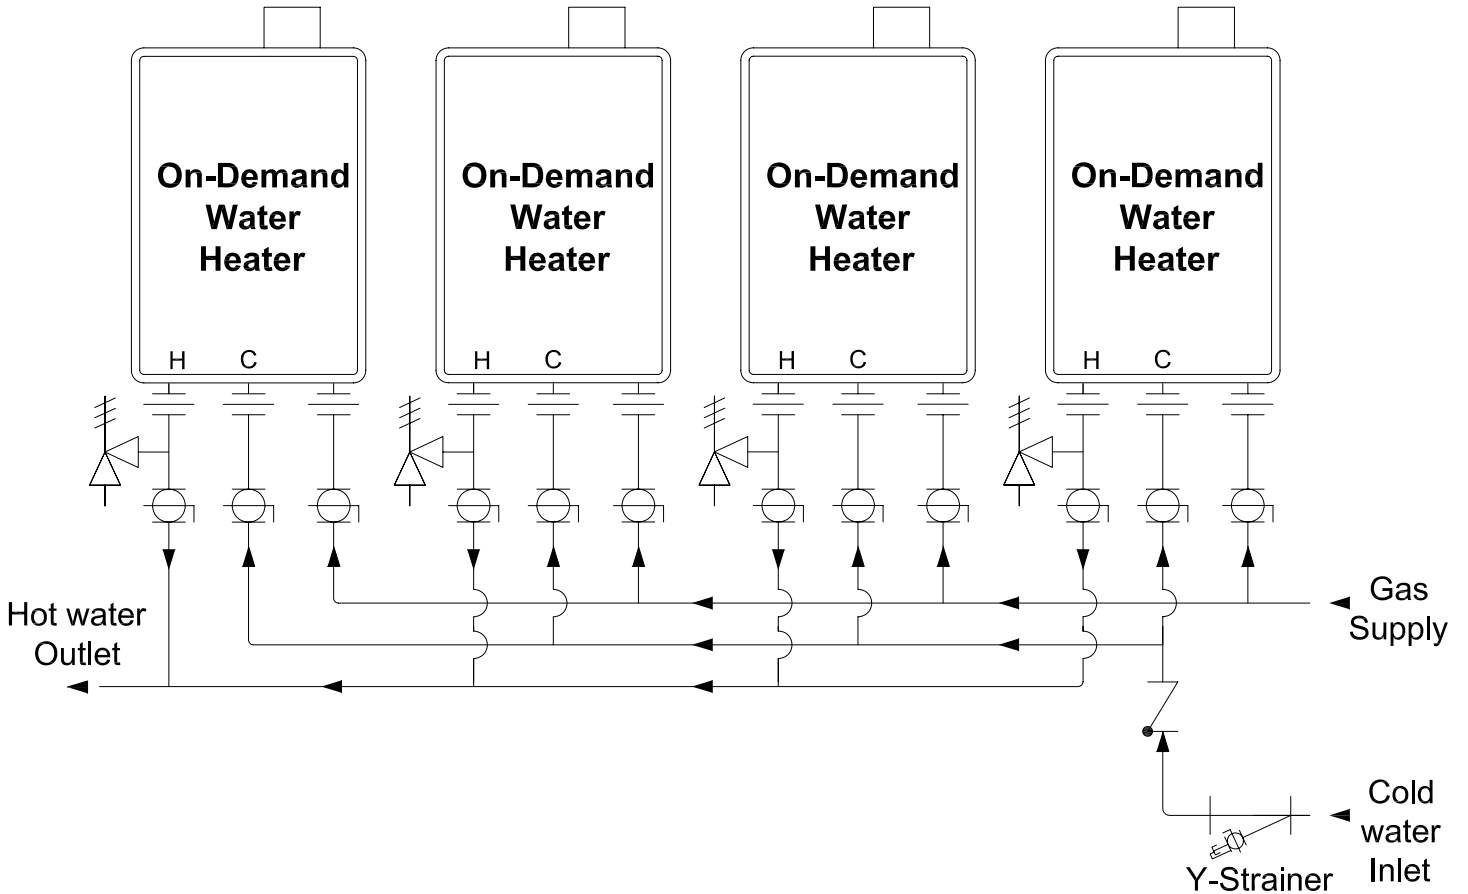 On-Demand
Water
Heater
H C
On-Demand
Water
Heater
H C
On-Demand
Water
Heater
H C
On-Demand
Water
Heater
H C
Hot water
Outlet
Gas
Supply
Cold
water
Inlet
Y-Strainer